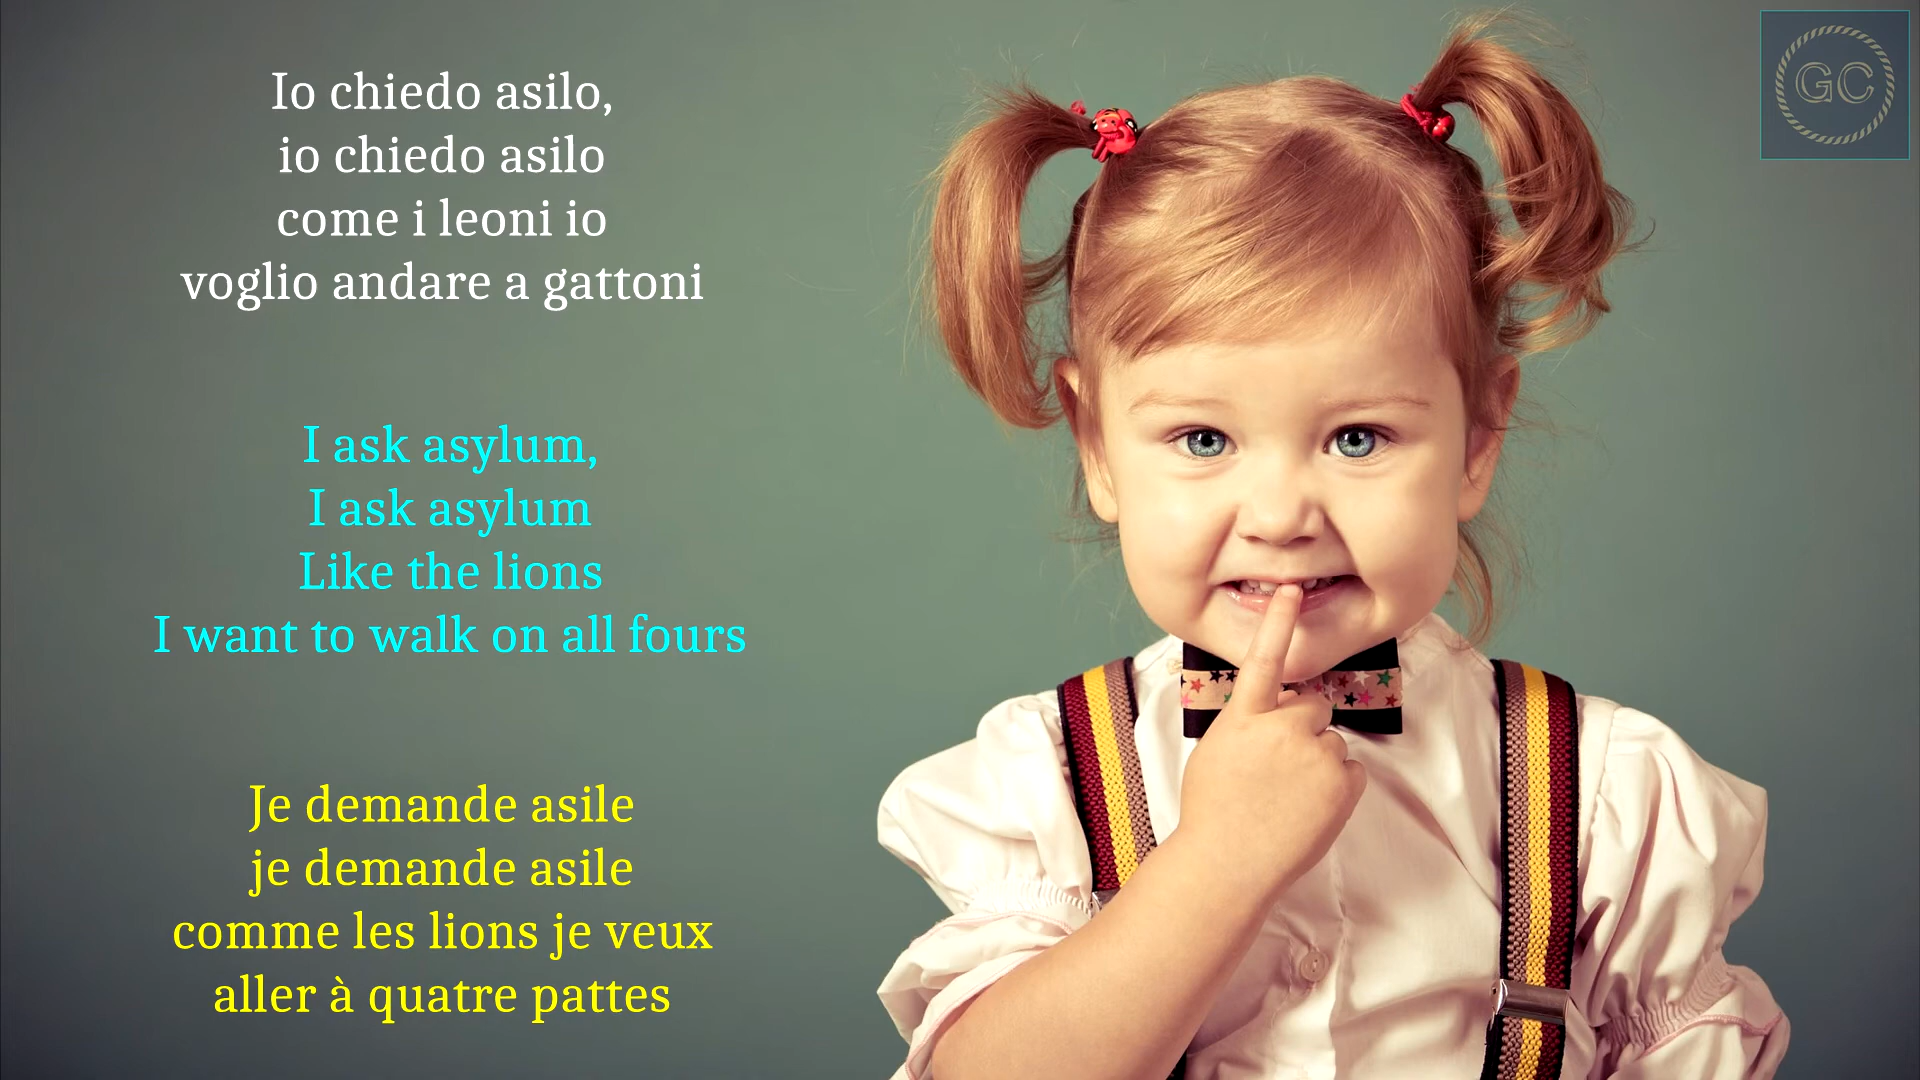 Io chiedo asilo,
io chiedo asilo
come i leoni io
voglio andare a gattoni
I ask asylum,
I ask asylum
Like the lions
I want to walk on all fours
Je demande asile
je demande asile
comme les lions je veux
aller à quatre pattes
GC